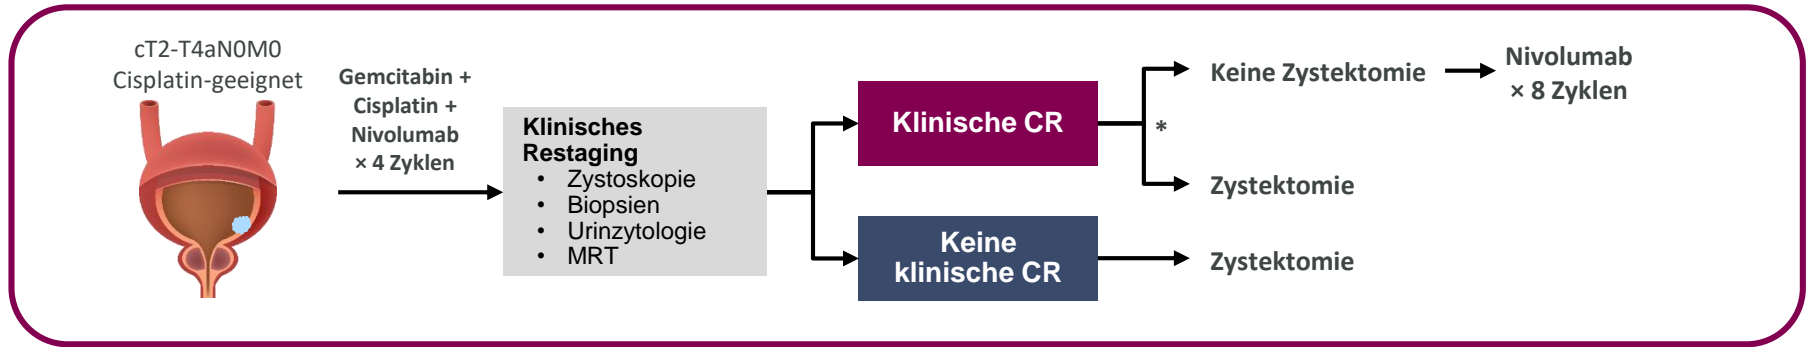 cT2-T4aN0M0
Cisplatin-geeignet
Gemcitabin +
Cisplatin +
Nivolumab
× 4 Zyklen
Klinisches
Restaging
• Zystoskopie
• Biopsien
• Urinzytologie
• MRT
Klinische CR
Keine
klinische CR
*
Keine Zystektomie
Nivolumab
× 8 Zyklen
Zystektomie
Zystektomie